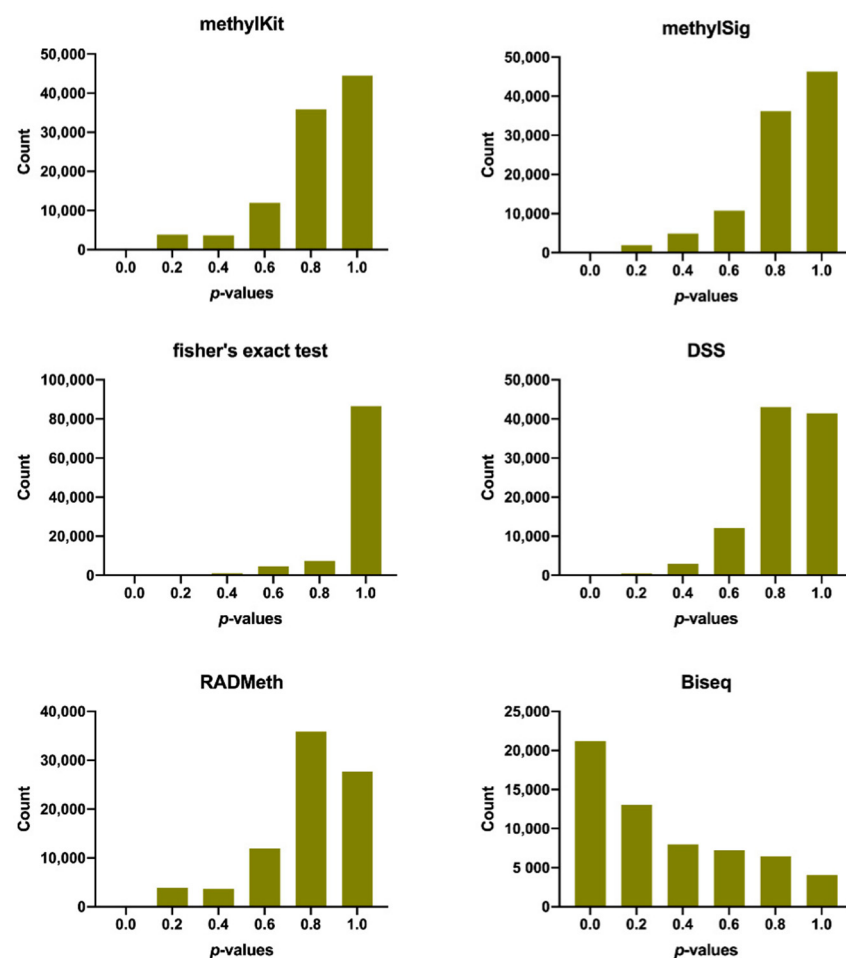 methylKit
50,000
40,000
30,000
20,000
10,000
0
Count
0.0 0.2 0.4 0.6 0.8 1.0
p-values
methylSig
50,000
40,000
30,000
20,000
10,000
0
Count
0.0 0.2 0.4 0.6 0.8 1.0
p-values
fisher's exact test
100,000
80,000
60,000
40,000
20,000
0
Count
0.0 0.2 0.4 0.6 0.8 1.0
p-values
DSS
50,000
40,000
30,000
20,000
10,000
0
Count
0.0 0.2 0.4 0.6 0.8 1.0
p-values
RADMeth
40,000
30,000
20,000
10,000
0
Count
0.0 0.2 0.4 0.6 0.8 1.0
p-values
Biseq
25,000
20,000
15,000
10,000
5 000
0
Count
0.0 0.2 0.4 0.6 0.8 1.0
p-values